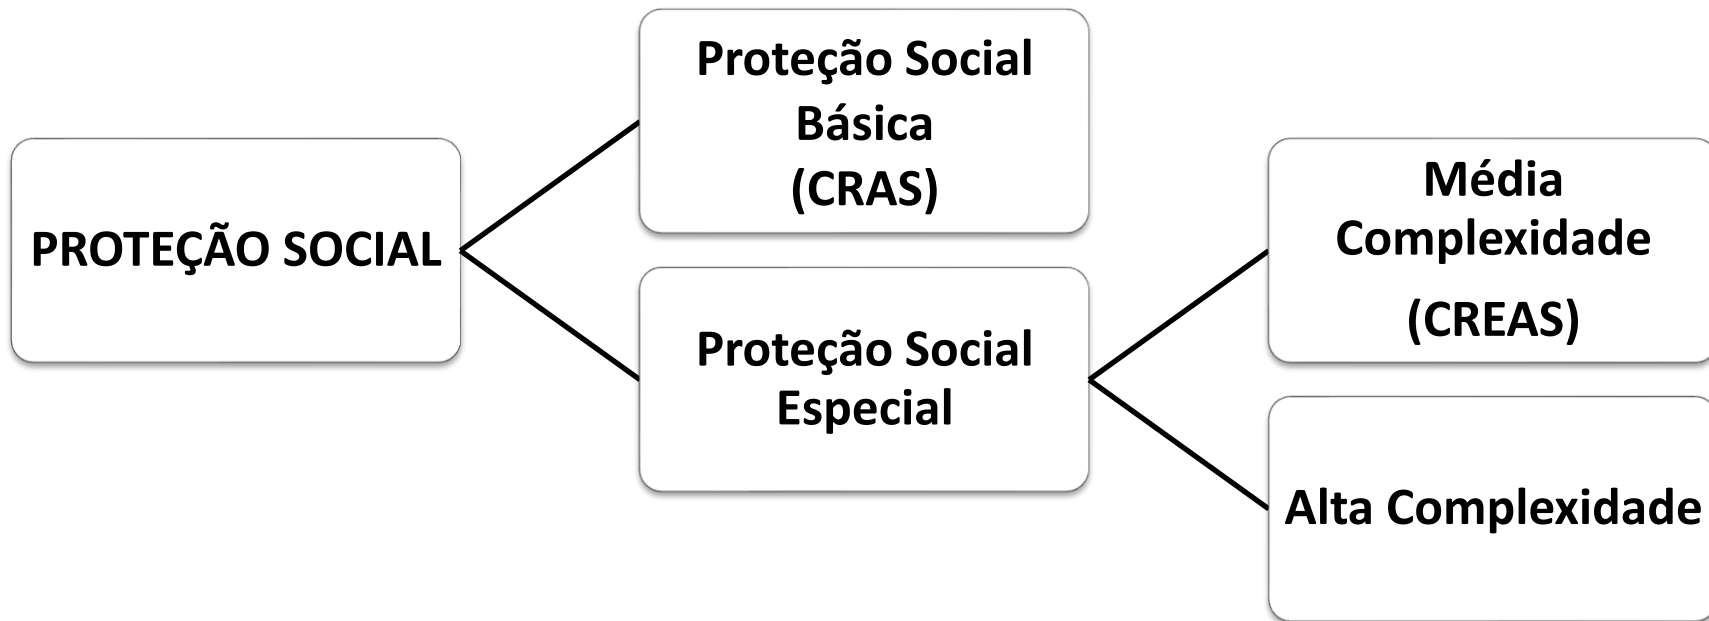 PROTEÇÃO SOCIAL
Proteção Social
Básica
(CRAS)
Proteção Social
Especial
Média
Complexidade
(CREAS)
Alta Complexidade